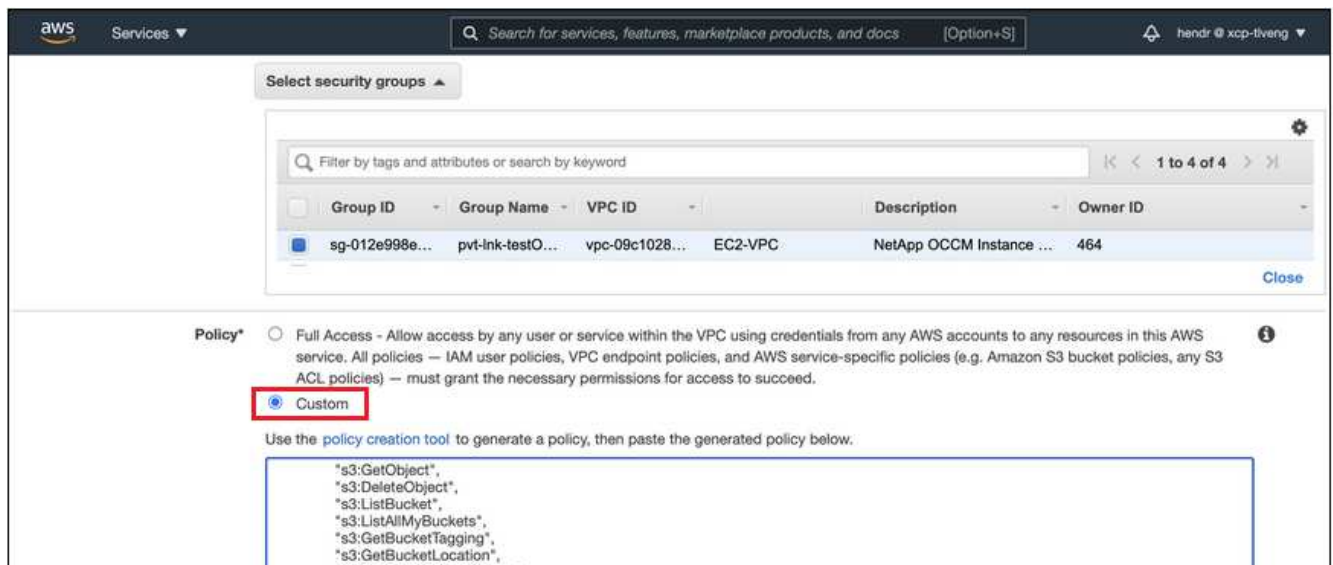 aws Services Search for services, features, marketplace products, and docs [Option+S] hendr @ xcp-tlveng
Select security groups
Filter by tags and attributes or search by keyword 1 to 4 of 4
Group ID Group Name VPC ID Description Owner ID
sg-012e998e... pvt-lnk-testO... vpc-09c1028... EC2-VPC NetApp OCCM Instance ... 464
Close
Policy* Full Access - Allow access by any user or service within the VPC using credentials from any AWS accounts to any resources in this AWS
service. All policies — IAM user policies, VPC endpoint policies, and AWS service-specific policies (e.g. Amazon S3 bucket policies, any S3
ACL policies) — must grant the necessary permissions for access to succeed.
Custom
Use the policy creation tool to generate a policy, then paste the generated policy below.
"s3:GetObject",
"s3:DeleteObject",
"s3:ListBucket",
"s3:ListAllMyBuckets",
"s3:GetBucketTagging",
"s3:GetBucketLocation",